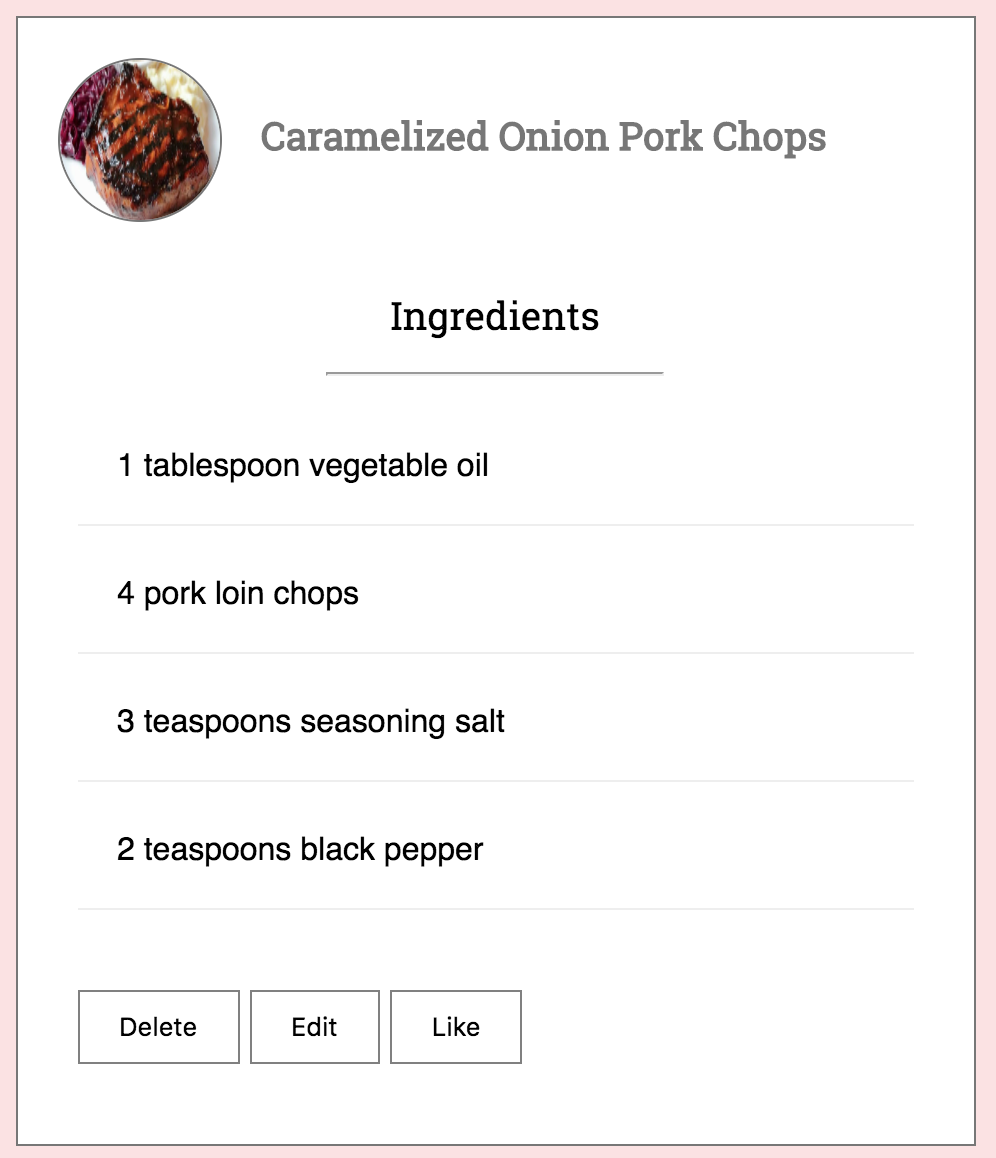 Caramelized Onion Pork Chops
Ingredients
1 tablespoon vegetable oil
4 pork loin chops
3 teaspoons seasoning salt
2 teaspoons black pepper
Delete Edit Like